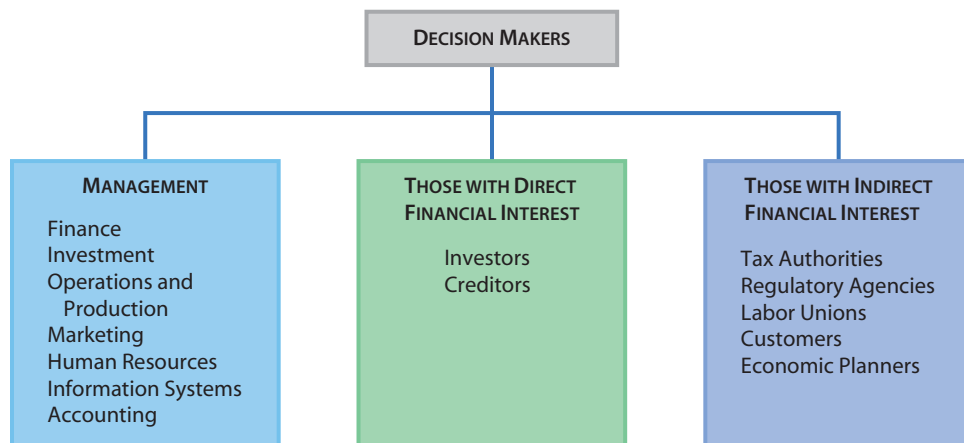 DECISION MAKERS
MANAGEMENT
Finance
Investment
Operations and
Production
Marketing
Human Resources
Information Systems
Accounting
THOSE WITH DIRECT
FINANCIAL INTEREST
Investors
Creditors
THOSE WITH INDIRECT
FINANCIAL INTEREST
Tax Authorities
Regulatory Agencies
Labor Unions
Customers
Economic Planners